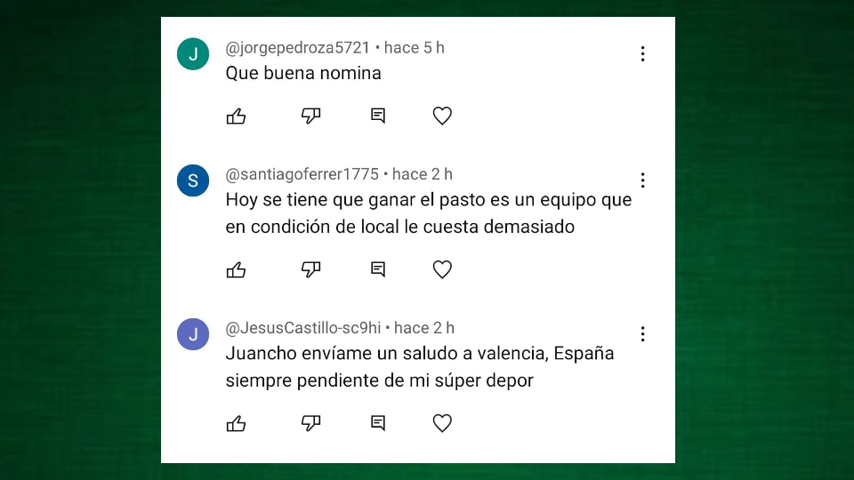 J
@jorgepedroza5721 • hace 5 h
Que buena nomina
S
@santiagoferrer1775 • hace 2 h
Hoy se tiene que ganar el pasto es un equipo que
en condición de local le cuesta demasiado
J
@JesusCastillo-sc9hi • hace 2 h
Juancho envíame un saludo a valencia, España
siempre pendiente de mi súper depor